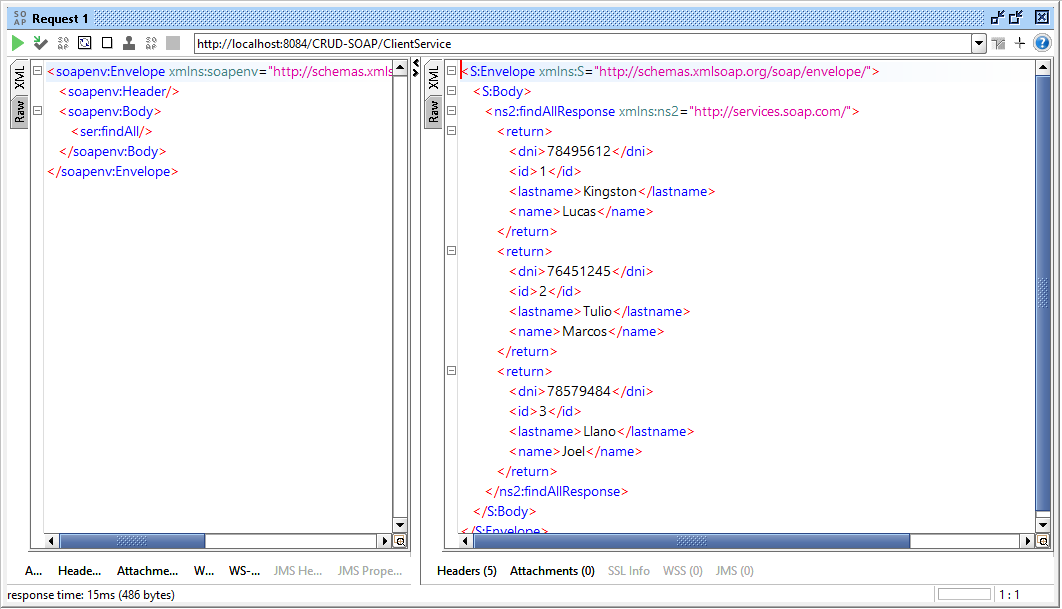 SO AP Request 1
SO AP SO AP http://localhost:8084/CRUD-SOAP/ClientService
XML
Raw
<soapenv:Envelope xmlns:soapenv="http://schemas.xmls
<soapenv:Header/>
<soapenv:Body>
<ser:findAll/>
</soapenv:Body>
</soapenv:Envelope>
A... Heade... Attachme... W... WS-... JMS He... JMS Prope...
XML
Raw
<S:Envelope xmlns:S="http://schemas.xmlsoap.org/soap/envelope/">
<S:Body>
<ns2:findAllResponse xmlns:ns2="http://services.soap.com/">
<return>
<dni>78495612</dni>
<id>1</id>
<lastname>Kingston</lastname>
<name>Lucas</name>
</return>
<return>
<dni>76451245</dni>
<id>2</id>
<lastname>Tulio</lastname>
<name>Marcos</name>
</return>
<return>
<dni>78579484</dni>
<id>3</id>
<lastname>Llano</lastname>
<name>Joel</name>
</return>
</ns2:findAllResponse>
</S:Body>
</S:Envelope>
Headers (5) Attachments (0) SSL Info WSS (0) JMS (0)
response time: 15ms (486 bytes)
1 : 1